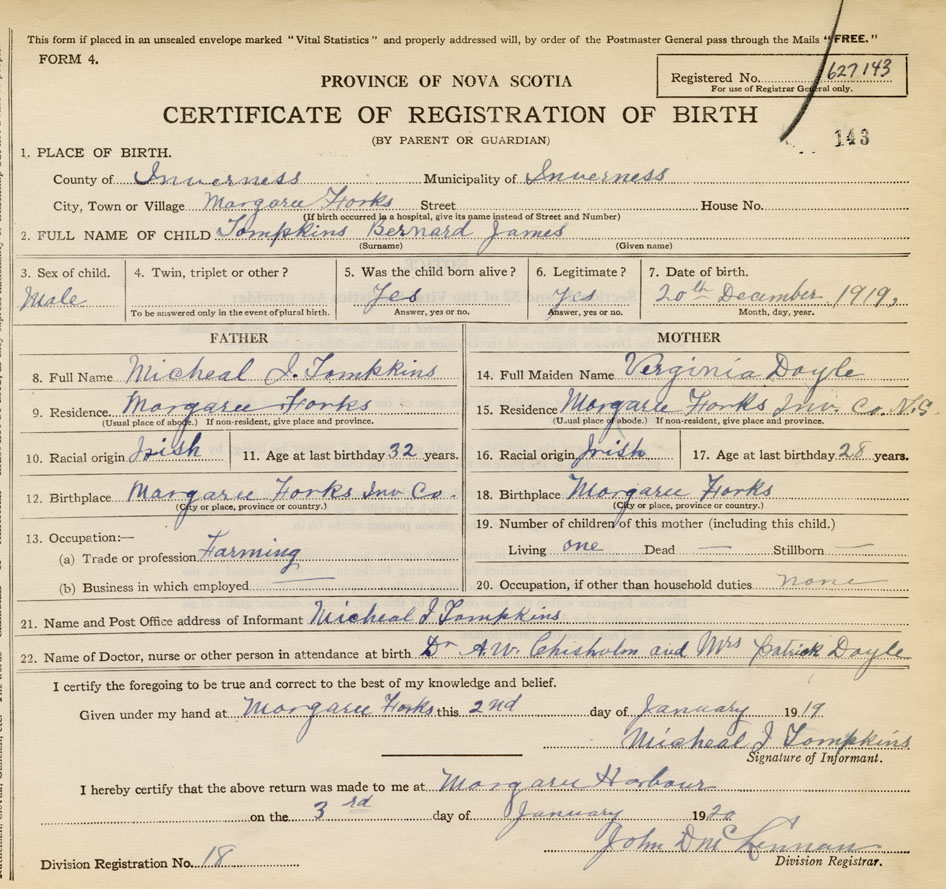 This form if placed in an unsealed envelope marked "Vital Statistics" and properly addressed will, by order of the Postmaster General pass through the Mails "FREE."
FORM 4.
Registered No. 627143
For use of Registrar General only.
PROVINCE OF NOVA SCOTIA
CERTIFICATE OF REGISTRATION OF BIRTH
(BY PARENT OR GUARDIAN)
143
1. PLACE OF BIRTH.
County of Inverness Municipality of Inverness
City, Town or Village Margaree Forks Street House No.
(If birth occurred in a hospital, give its name instead of Street and Number)
2. FULL NAME OF CHILD Tompkins Bernard James
(Surname) (Given name)
3. Sex of child. 4. Twin, triplet or other? 5. Was the child born alive? 6. Legitimate? 7. Date of birth.
Male Yes yes 20th December 1919,
To be answered only in the event of plural birth. Answer, yes or no. Answer, yes or no. Month, day, year.
FATHER MOTHER
8. Full Name Micheal J. Tompkins 14. Full Maiden Name Verginia Doyle
9. Residence Margaree Forks 15. Residence Margaree Forks Inv. Co. N.S.
(Usual place of abode.) If non-resident, give place and province. (Usual place of abode.) If non-resident, give place and province.
10. Racial origin Irish 11. Age at last birthday 32 years. 16. Racial origin Irish 17. Age at last birthday 28 years.
12. Birthplace Margaree Forks Inv Co. 18. Birthplace Margaree Forks
(City or place, province or country.) (City or place, province or country.)
13. Occupation:— 19. Number of children of this mother (including this child.)
(a) Trade or profession Farming Living one Dead — Stillborn —
(b) Business in which employed 20. Occupation, if other than household duties none
21. Name and Post Office address of Informant Micheal J Tompkins
22. Name of Doctor, nurse or other person in attendance at birth Dr A.W. Chisholm and Mrs Patrick Doyle
I certify the foregoing to be true and correct to the best of my knowledge and belief.
Given under my hand at Margaree Forks this 2nd day of January 1919
Micheal J Tompkins
Signature of Informant.
I hereby certify that the above return was made to me at Margaree Harbour
on the 3rd day of January 1920
John D McLennan
Division Registration No. 18 Division Registrar.